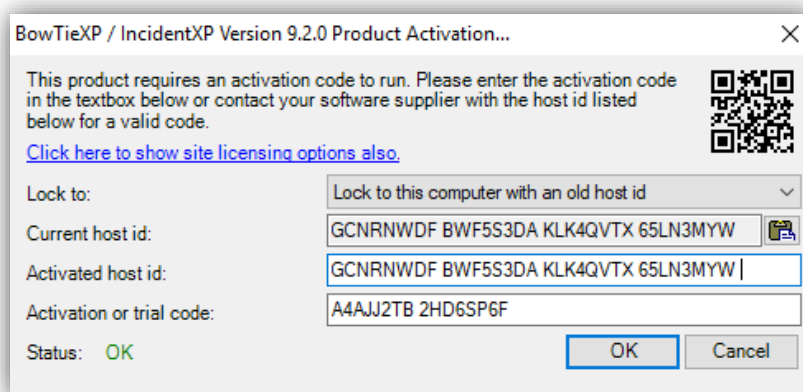 BowTieXP / IncidentXP Version 9.2.0 Product Activation...
This product requires an activation code to run. Please enter the activation code
in the textbox below or contact your software supplier with the host id listed
below for a valid code.
Click here to show site licensing options also.
Lock to: Lock to this computer with an old host id
Current host id: GCNRNWDF BWF5S3DA KLK4QVTX 65LN3MYW
Activated host id: GCNRNWDF BWF5S3DA KLK4QVTX 65LN3MYW
Activation or trial code: A4AJJ2TB 2HD6SP6F
Status: OK
OK Cancel